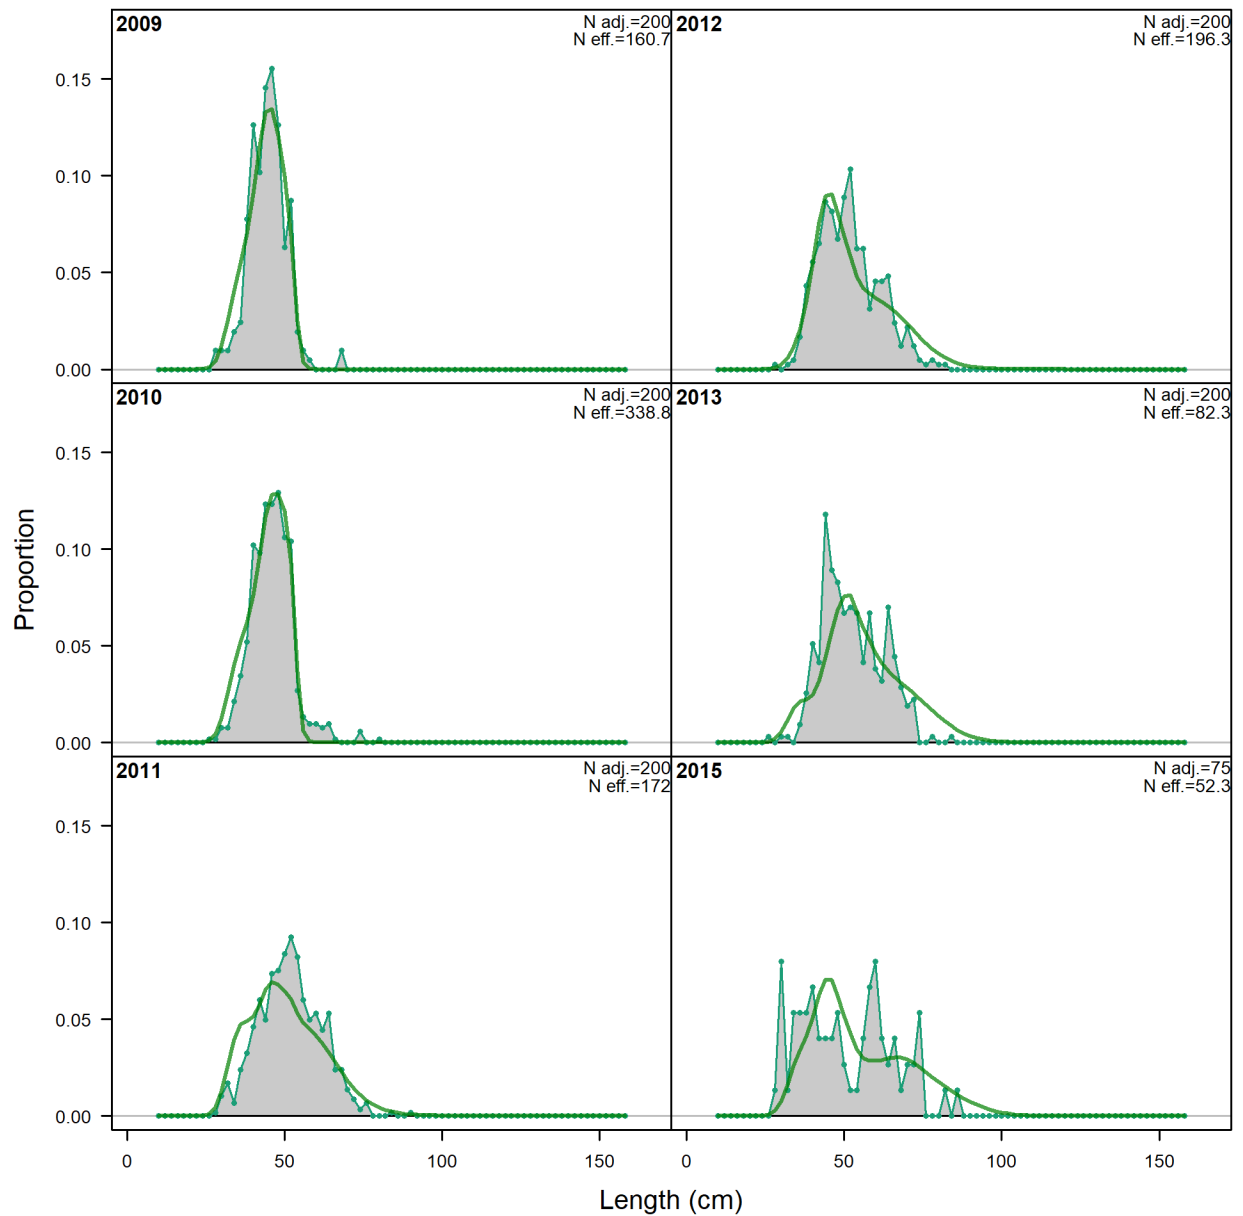 2009
N adj.=200
N eff.=160.7
2012
N adj.=200
N eff.=196.3
0.15
0.10
0.05
0.00
2010
N adj.=200
N eff.=338.8
2013
N adj.=200
N eff.=82.3
0.15
0.10
0.05
0.00
2011
N adj.=200
N eff.=172
2015
N adj.=75
N eff.=52.3
0.15
0.10
0.05
0.00
Proportion
0 50 100 150
0 50 100 150
Length (cm)